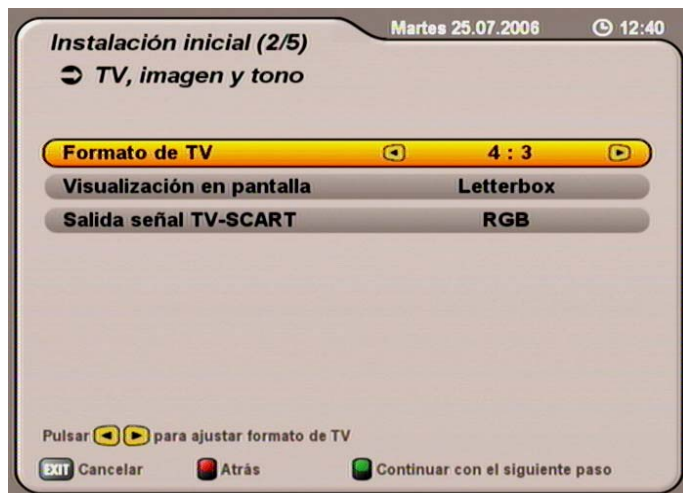 Martes 25.07.2006 12:40
Instalación inicial (2/5)
TV, imagen y tono
Formato de TV 4 : 3
Visualización en pantalla Letterbox
Salida señal TV-SCART RGB
Pulsar para ajustar formato de TV
EXIT Cancelar Atrás Continuar con el siguiente paso